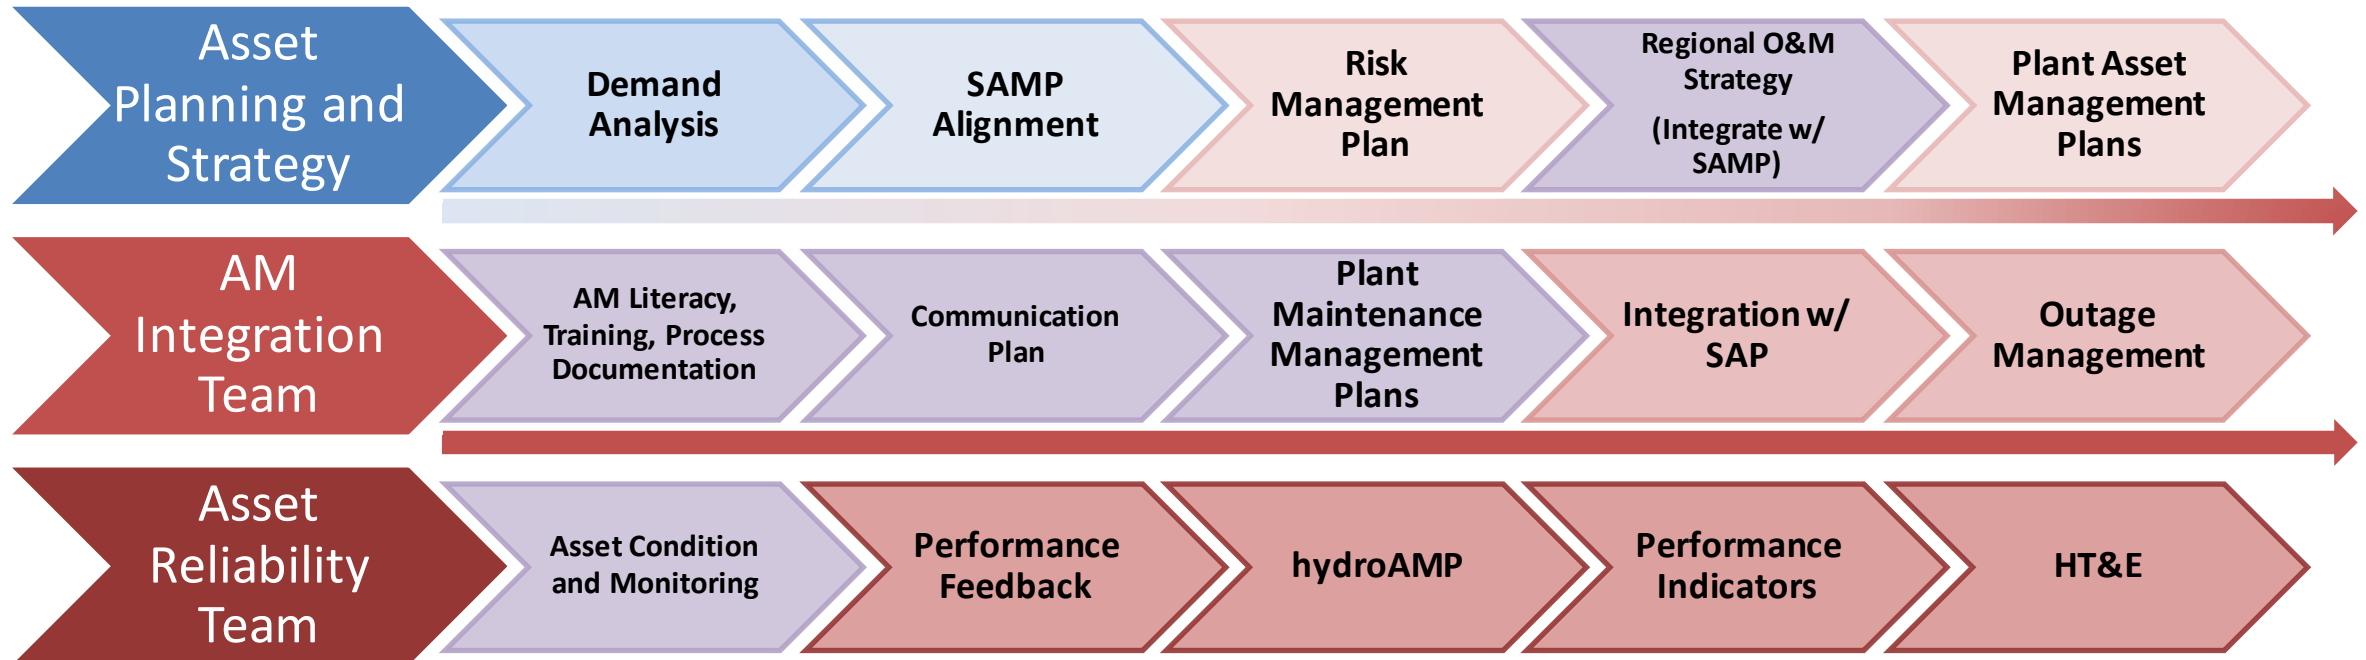 Asset
Planning and
Strategy
Demand
Analysis
SAMP
Alignment
Risk
Management
Plan
Regional O&M
Strategy
(Integrate w/
SAMP)
Plant Asset
Management
Plans
AM
Integration
Team
AM Literacy,
Training, Process
Documentation
Communication
Plan
Plant
Maintenance
Management
Plans
Integration w/
SAP
Outage
Management
Asset
Reliability
Team
Asset Condition
and Monitoring
Performance
Feedback
hydroAMP
Performance
Indicators
HT&E